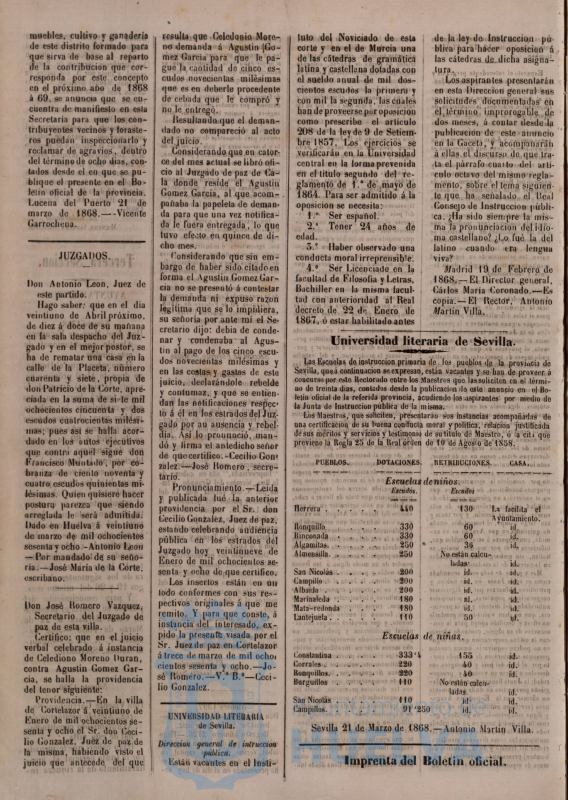 muebles, cultivo y ganaderia
de este distrito formado para
que sirva de base al reparto
de la contribucion que cor-
responda por este concepto
en el próximo año de 1868
á 69, se anuncia que se en-
cuentra de manifiesto en esta
Secretaria para que los con-
tribuyentes vecinos y foraste-
ros puedan inspeccionarlo y
reclamar de agravios, dentro
del término de ocho dias, con-
tados desde el en que se pu-
blique el presente en el Bo-
letin oficial de la provincia.
Lucena del Puerto 21 de
marzo de 1868.—Vicente
Garrochena.
JUZGADOS.
Don Antonio Leon, Juez de
este partido.
Hago saber: que en el dia
veintiuno de Abril próximo,
de diez á doce de su mañana
en la sala despacho del Juz-
gado y en el mejor postor, se
ha de rematar una casa en la
calle de la Placeta, número
cuarenta y siete, propia de
don Patricio de la Corte, apre-
ciada en la suma de siete mil
ochocientos cincuenta y dos
escudos cuatrocientas milési-
mas, pues asi se halla acor-
dado en los autos ejecutivos
que contra aquel sigue don
Francisco Muntado, por co-
branza de ciento noventa y
cuatro escudos quinientas mi-
lésimas. Quien quisiere hacer
postura parezca que siendo
arreglada le será admitida.
Dado en Huelva á veintiuno
de marzo de mil ochocientos
sesenta y ocho—Antonio Leon
—Por mandado de su seño-
ria.—José Maria de la Corte,
escribano.
Don José Romero Vazquez,
Secretario del Juzgado de
paz de esta villa.
Certifico: que en el juicio
verbal celebrado á instancia
de Celedonio Moreno Duran,
contra Agustin Gomez Gar-
cia, se halla la providencia
del tenor siguiente:
Providencia.—En la villa
de Cortelazor á veintiuno de
Enero de mil ochocientos se-
senta y ocho el Sr. don Ceci-
lio Gonzalez, Juez de paz de
la misma, habiendo visto el
juicio que antecede del que
resulta que Celedonio More-
no demanda á Agustin Go-
mez Garcia para que le pa-
gue la cantidad de cinco es-
cudos novecientas milésimas
que es en deberle procedente
de cebada que le compró y
no le entregó.
Resultando que el deman-
dado no compareció al acto
del juicio.
Considerando que en cator-
ce del mes actual se libró ofi-
cio al Juzgado de paz de Ca-
la donde reside el Agustin
Gomez Garcia, al que acom-
pañaba la papeleta de deman-
da para que una vez notifica-
da le fuera entregada, lo que
tuvo efecto en quince de di-
cho mes.
Considerando que sin em-
bargo de haber sido citado en
forma el Agustin Gomez Gar-
cia no se presentó á contestar
la demanda ni espuso razon
legitima que se lo impidiera,
su señoria por ante mi el Se-
cretario dijo: debia de conde-
nar y condenaba al Agus-
tin al pago de los cinco escu-
dos novecientas milésimas y
en las costas y gastos de este
juicio, declarándole rebelde
y contumaz, y que se entien-
dan las notificaciones respec-
to á él en los estrados del Juz-
gado por su ausencia y rebel-
dia. Asi lo pronunció, man-
dó y firma el antedicho señor
de que certifico.-Cecilio Gon-
zalez.—José Romero, secre-
tario.
Pronunciamiento.—Leida
y publicada fué la anterior
providencia por el Sr. don
Cecilio Gonzalez, Juez de paz,
estando celebrando audiencia
pública en los estrados del
Juzgado hoy veintinueve de
Enero de mil ochocientos se-
senta y ocho de que certifico.
Los insertos están en un
todo conformes con sus res-
pectivos originales á que me
remito. Y para que conste, á
instancia del interesado, exp-
pido la presente visada por el
Sr. Juez de paz en Cortelazor
á trece de marzo de mil ocho
cientos sesenta y ocho.—Jo-
sé Romero.—V.º B.º—Ceci-
lio Gonzalez.
UNIVERSIDAD LITERARIA
de Sevilla.
Direccion general de intruccion
pública.
Están vacantes en el Insti-
tuto del Noviciado de esta
corte y en el de Murcia una
de las cátedras de gramática
latina y castellana dotadas con
el sueldo anual de mil dos-
cientos escudos la primera y
con mil la segunda, las cuales
han de proveerse por oposicion
como prescribe el articulo
208 de la ley de 9 de Setiem-
bre 1857. Los ejercicios se
verificarán en la Universidad
central en la forma prevenida
en el titulo segundo del re-
glamento de 1.º de mayo de
1864. Para ser admitido á la
oposicion se necesita:
1.º Ser español.
2.º Tener 24 años de
edad.
3.º Haber observado una
conducta moral irreprensible.
4.º Ser Licenciado en la
facultad de Filosofia y Letras,
Bachiller en la misma facul-
tad con anterioridad al Real
decreto de 22 de Enero de
1867, ó estar habilitado antes
de la ley de Instruccion pú-
blica para hacer oposicion á
las cátedras de dicha asigna-
tura.
Los aspirantes presentarán
en esta Direccion general sus
solicitudes documentadas en
el término improrogable, de
dos meses, á contar desde la
publicacion de este anuncio
en la Gaceta, y acompañarán
á ellas el discurso de que tra-
ta el párrafo cuarto del arti-
culo octavo del mismo regla-
mento, sobre el tema siguien-
te que ha señalado el Real
Consejo de Instruccion públi-
ca. ¿Ha sido siempre la mis-
ma la pronunciacion del idio-
ma castellano? ¿Lo fué la del
latino cuando era lengua
viva?
Madrid 19 de Febrero de
1868.—El Director general,
Cárlos Maria Coronado.—Es
copia.—El Rector, Antonio
Martin Villa.
Universidad literaria de Sevilla.
Las Escuelas de instruccion primaria de los pueblos de la provincia de
Sevilla, que á continuacion se expresan, están vacantes y se han de proveer á
concurso por este Rectorado entre los Maestros que las soliciten en el térmi-
no de treinta dias, contados desde la publicacion de este anuncio en el Bo-
letin oficial de la referida provincia, acudiendo los aspirantes por medio de
la Junta de Instruccion pública de la misma.
Los Maestros, que soliciten, presentarán sus instancias acompañadas de
una certificacion de su buena conducta moral y política, relacion justificada
de sus méritos y servicios y testimonio de su titulo de Maestro, á la cita que
previene la Regla 25 de la Real órden de 10 de Agosto de 1858.
PUEBLOS. DOTACIONES. RETRIBUCIONES. CASA.
Escuelas de niños.
Escudos. Escudos
Herrera 440 130 La facilita el
Ayuntamiento.
Ronquillo 330 60 id.
Rinconada 330 60 id.
Algamitas 250 36 id.
Almensilla 250 No están calcu-
ladas. id.
San Nicolas 200 id. id.
Campillo 200 id. id.
Albaida 200 id. id.
Marinaleda 180 id. id.
Mata-redonda 180 id. id.
Lantejuela 110 50 id.
Escuelas de niñas.
Constantina 333'4 155 id.
Corrales 220 40 id.
Ronquillos 220 40 id.
Burguillos 110 No están calcu-
ladas. id.
San Nicolás 110 id. id.
Campillos 91'250 id. id.
Sevilla 21 de Marzo de 1868.—Antonio Martin Villa.
Imprenta del Boletin oficial.